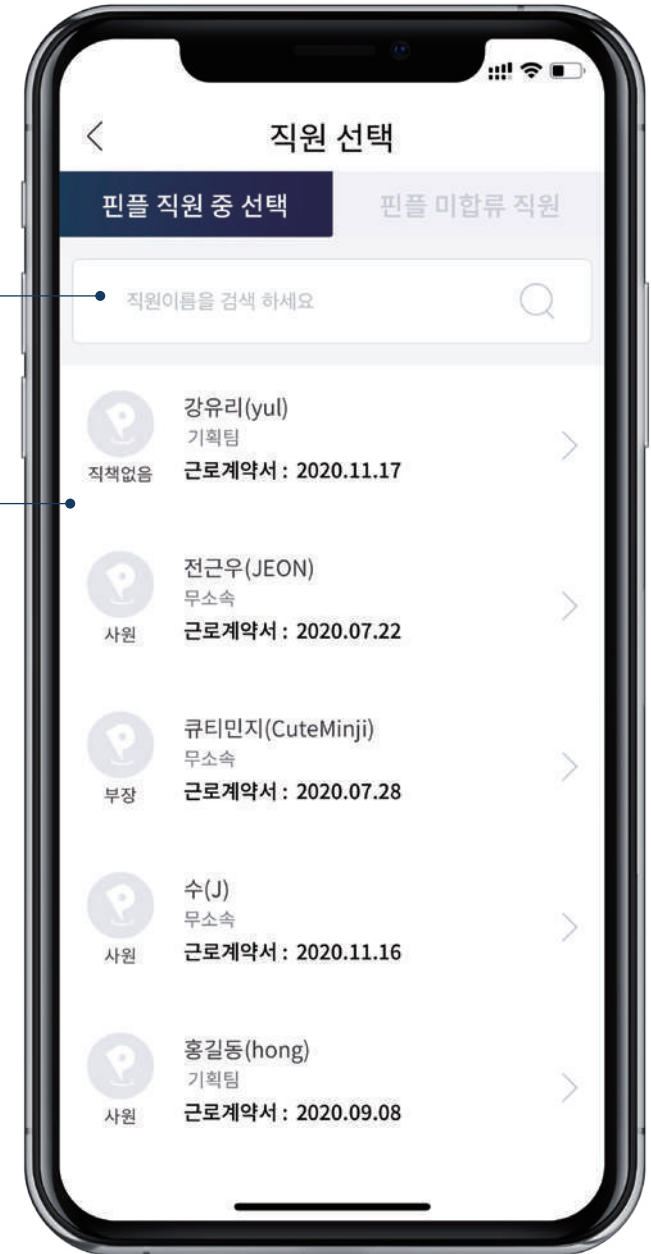 직원 선택
핀플 직원 중 선택
핀플 미합류 직원
직원이름을 검색 하세요
강유리(yul)
기획팀
직책없음
근로계약서 : 2020.11.17
전근우(JEON)
무소속
사원
근로계약서 : 2020.07.22
큐티민지(CuteMinji)
무소속
부장
근로계약서 : 2020.07.28
수(J)
무소속
사원
근로계약서 : 2020.11.16
홍길동(hong)
기획팀
사원
근로계약서 : 2020.09.08